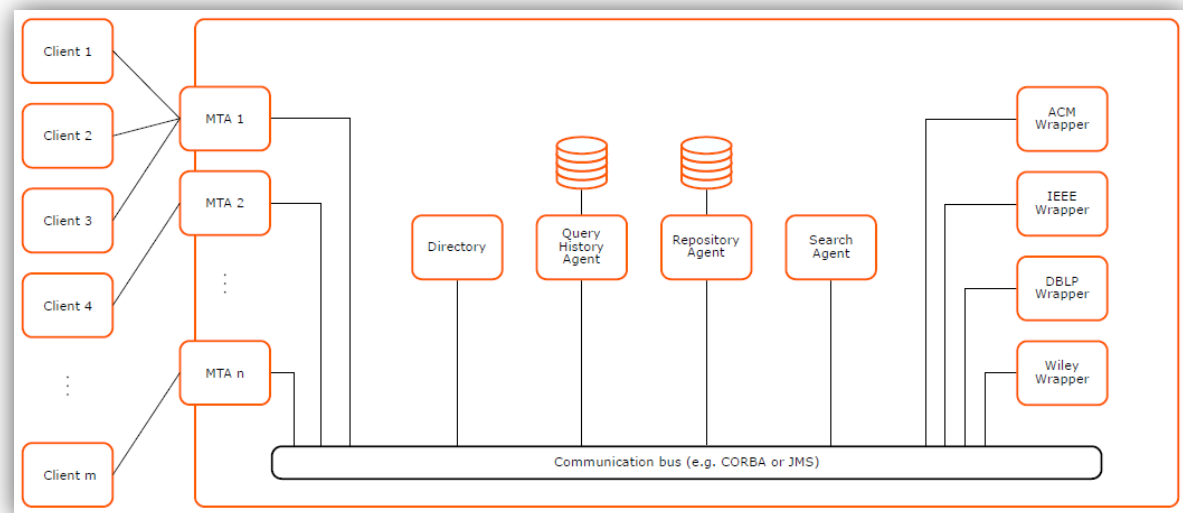 Client 1
Client 2
Client 3
Client 4
Client m
MTA 1
MTA 2
MTA n
Directory
Query
History
Agent
Repository
Agent
Search
Agent
ACM
Wrapper
IEEE
Wrapper
DBLP
Wrapper
Wiley
Wrapper
Communication bus (e.g. CORBA or JMS)